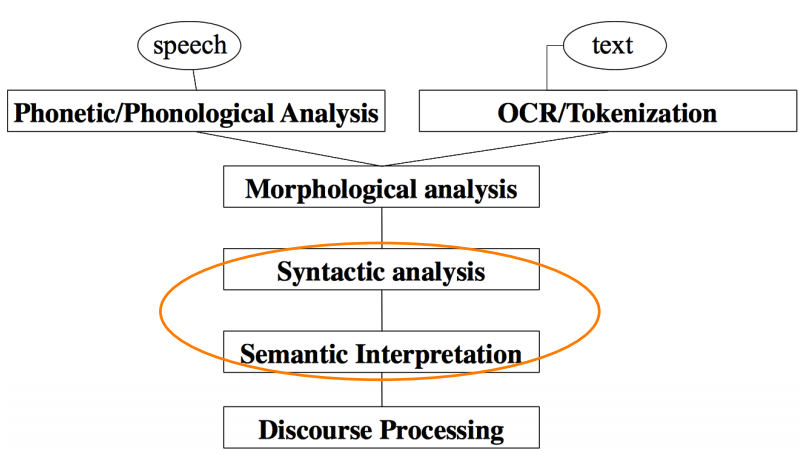 speech
text
Phonetic/Phonological Analysis
OCR/Tokenization
Morphological analysis
Syntactic analysis
Semantic Interpretation
Discourse Processing